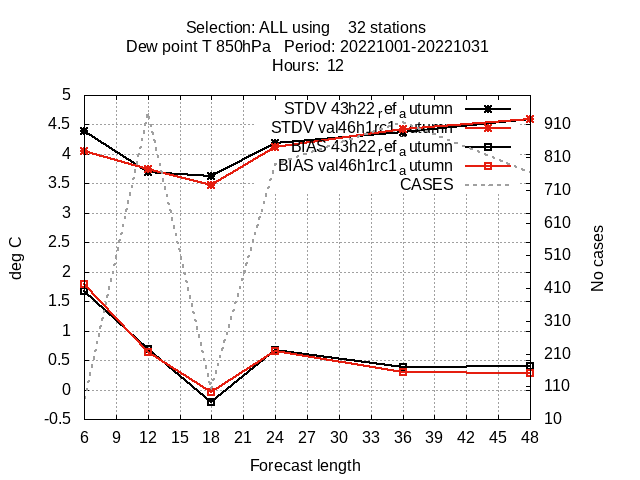 Selection: ALL using 32 stations
Dew point T 850hPa Period: 20221001-20221031
Hours: 12
STDV 43h22_ref_autumn
STDV val46h1rc1_autumn
BIAS 43h22_ref_autumn
BIAS val46h1rc1_autumn
CASES
5
4.5
4
3.5
3
2.5
2
1.5
1
0.5
0
-0.5
deg C
910
810
710
610
510
410
310
210
110
10
No cases
6 9 12 15 18 21 24 27 30 33 36 39 42 45 48
Forecast length